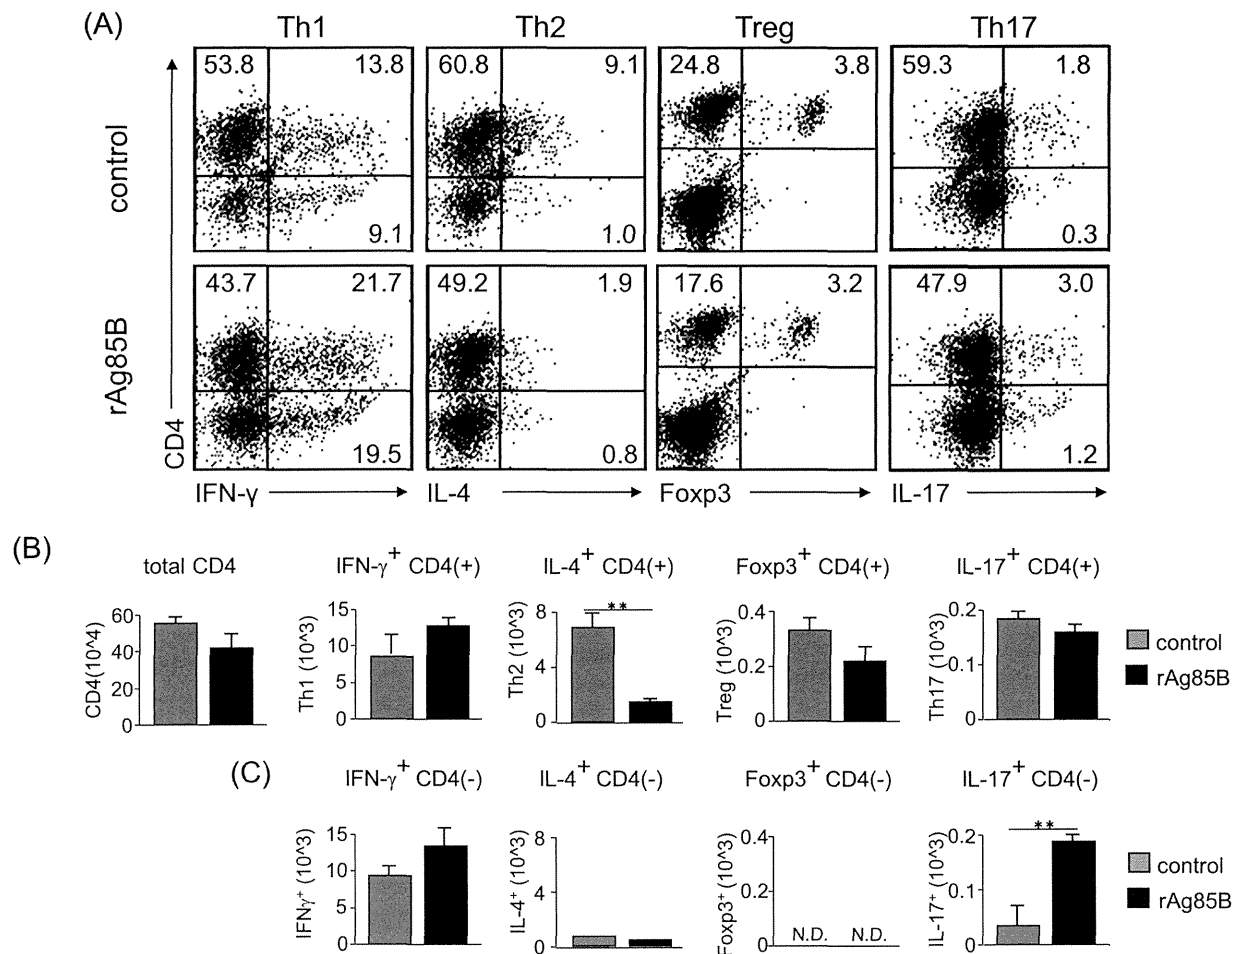 (A)
Th1 Th2 Treg Th17
control
53.8 13.8 60.8 9.1 24.8 3.8 59.3 1.8
9.1 1.0 0.3
rAg85B
43.7 21.7 49.2 1.9 17.6 3.2 47.9 3.0
19.5 0.8 1.2
CD4
IFN-γ IL-4 Foxp3 IL-17
(B)
total CD4 IFN-γ+ CD4(+) IL-4+ CD4(+) Foxp3+ CD4(+) IL-17+ CD4(+)
CD4(10^4)
60
40
20
0
Th1 (10^3)
15
10
5
0
Th2 (10^3)
8
4
0
**
Treg (10^3)
0.4
0.2
0
Th17 (10^3)
0.2
0.1
0
control
rAg85B
(C)
IFN-γ+ CD4(-) IL-4+ CD4(-) Foxp3+ CD4(-) IL-17+ CD4(-)
IFNγ+ (10^3)
15
10
5
0
IL-4+ (10^3)
8
4
0
Foxp3+ (10^3)
0.4
0.2
0
N.D. N.D.
IL-17+ (10^3)
0.2
0.1
0
**
control
rAg85B